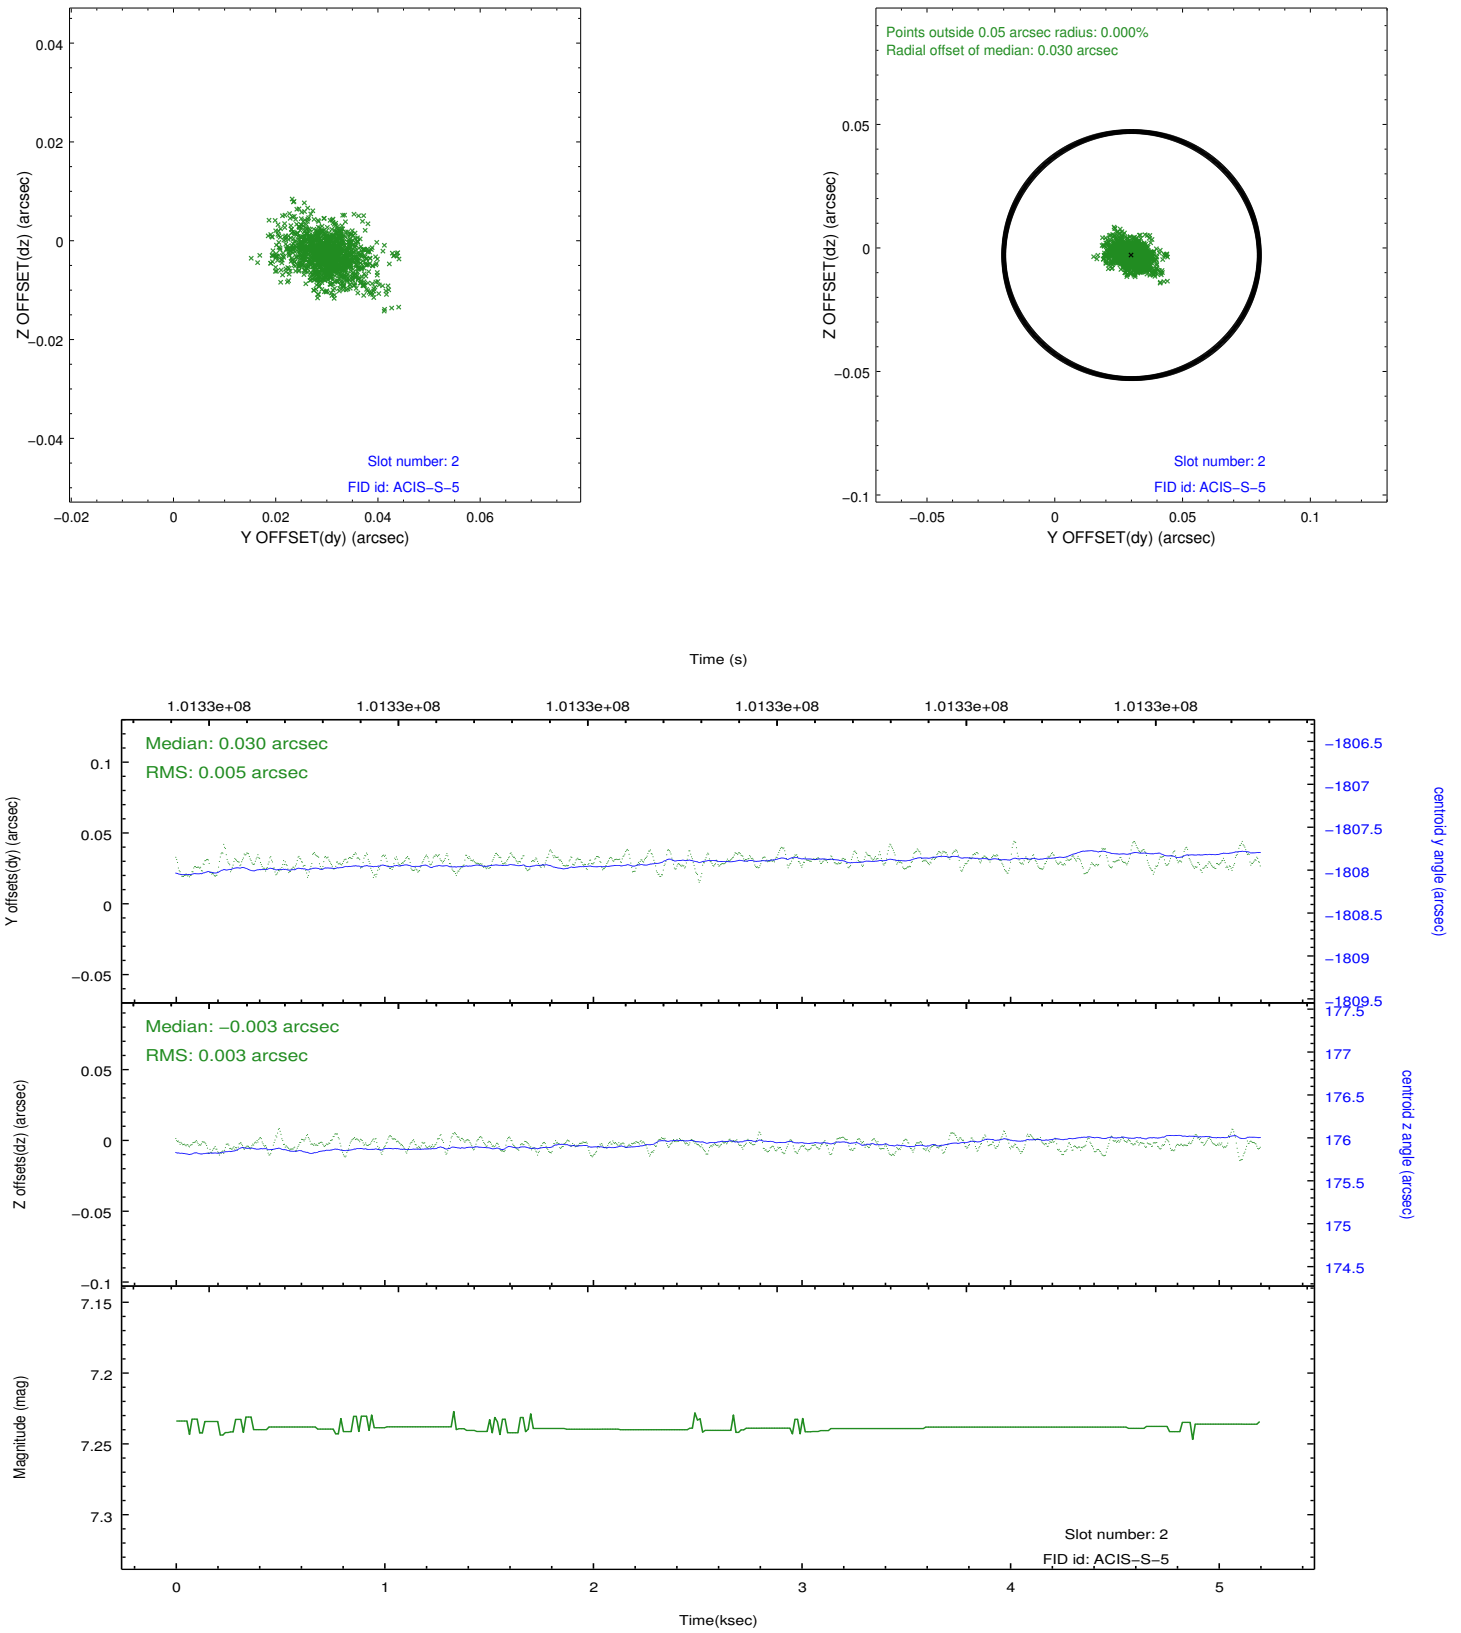 0.04
0.02
0
−0.02
−0.04
Z OFFSET(dz) (arcsec)
Slot number: 2
FID id: ACIS−S−5
−0.02 0 0.02 0.04 0.06
Y OFFSET(dy) (arcsec)
Points outside 0.05 arcsec radius: 0.000%
Radial offset of median: 0.030 arcsec
0.05
0
−0.05
−0.1
Z OFFSET(dz) (arcsec)
Slot number: 2
FID id: ACIS−S−5
−0.05 0 0.05 0.1
Y OFFSET(dy) (arcsec)
Time (s)
1.0133e+08 1.0133e+08 1.0133e+08 1.0133e+08 1.0133e+08 1.0133e+08
Median: 0.030 arcsec
RMS: 0.005 arcsec
0.1
0.05
0
−0.05
Y offsets(dy) (arcsec)
−1806.5
−1807
−1807.5
−1808
−1808.5
−1809
−1809.5
centroid y angle (arcsec)
Median: −0.003 arcsec
RMS: 0.003 arcsec
0.05
0
−0.05
−0.1
Z offsets(dz) (arcsec)
177.5
177
176.5
176
175.5
175
174.5
centroid z angle (arcsec)
7.15
7.2
7.25
7.3
Magnitude (mag)
Slot number: 2
FID id: ACIS−S−5
0 1 2 3 4 5
Time(ksec)